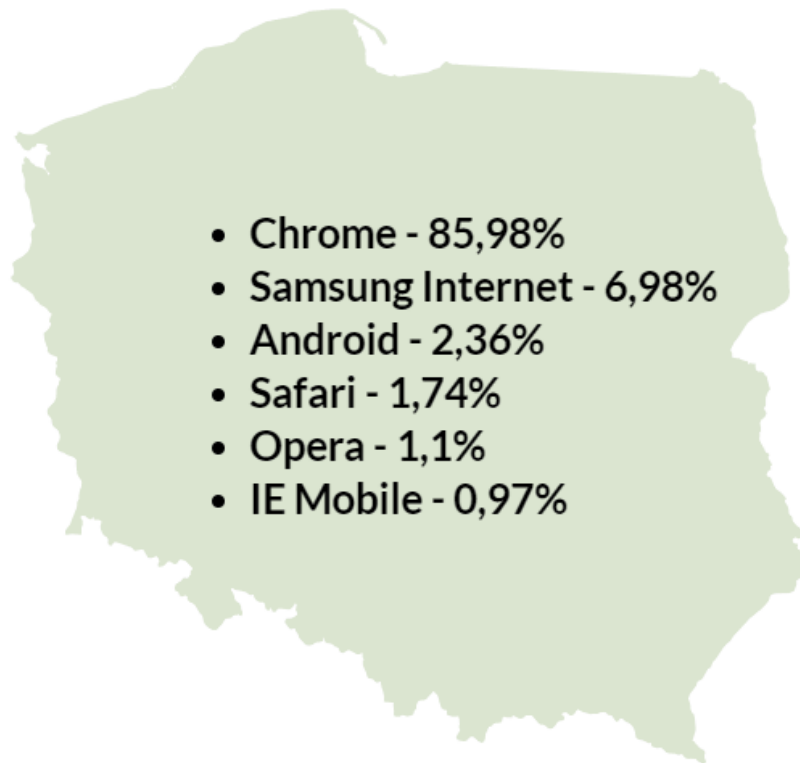 • Chrome - 85,98%
• Samsung Internet - 6,98%
• Android - 2,36%
• Safari - 1,74%
• Opera - 1,1%
• IE Mobile - 0,97%